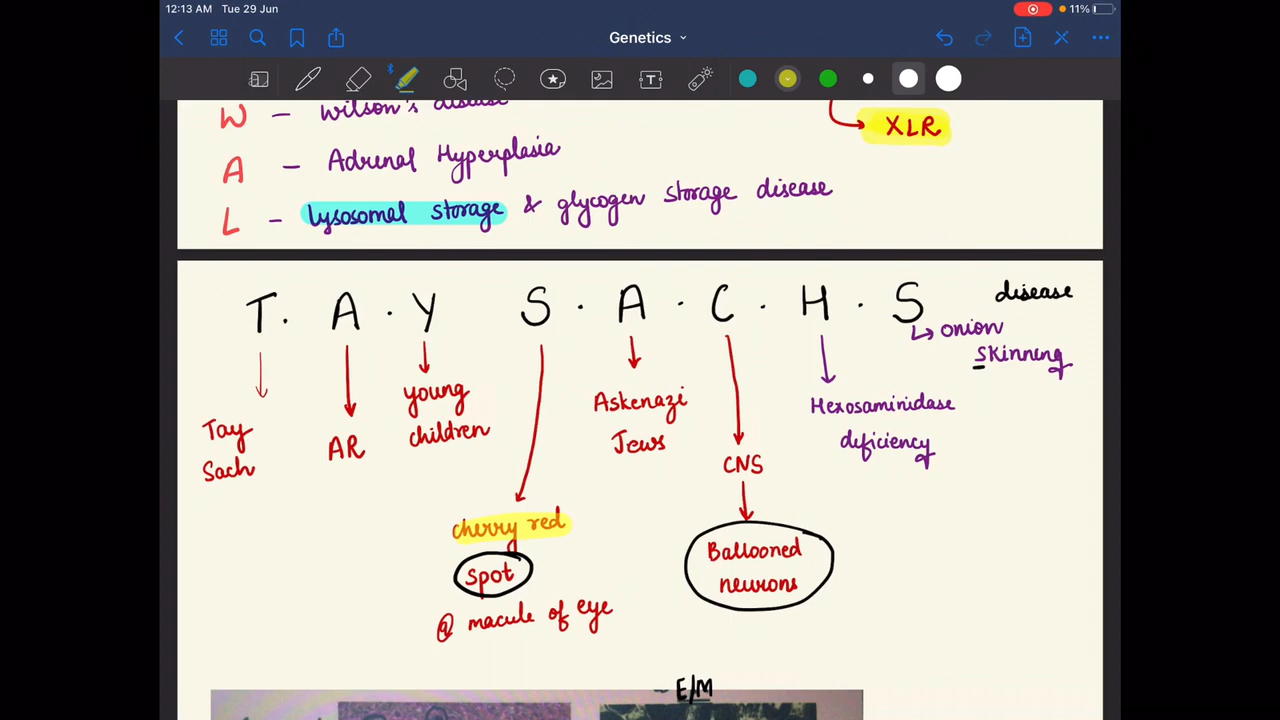 12:13 AM Tue 29 Jun
11%
Genetics
W - Wilson's disease
XLR
A - Adrenal Hyperplasia
L - lysosomal storage & glycogen storage disease
T. A . Y S . A . C . H . S disease
onion
skinning
young
children
Askenazi
Jews
Hexosaminidase
deficiency
Tay
Sach
AR
CNS
cherry red
spot
@ macule of eye
Ballooned
neurons
E/M